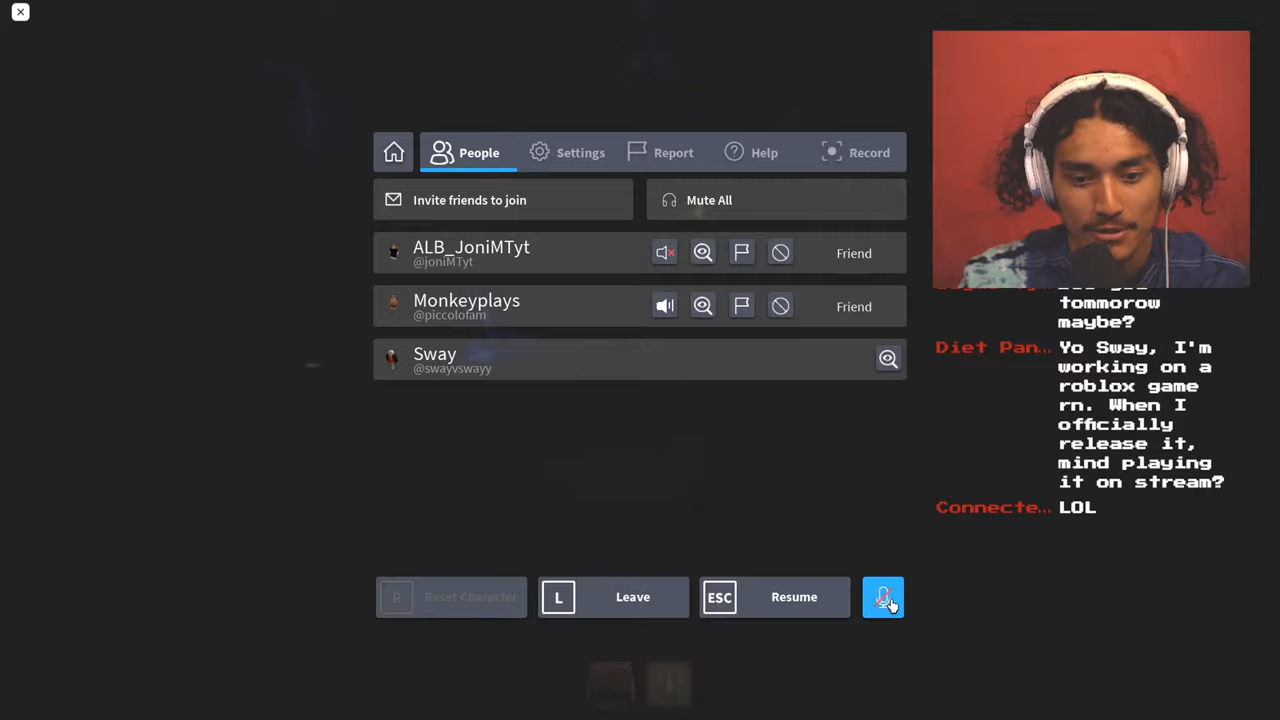 People
Settings
Report
Help
Record
Invite friends to join
Mute All
ALB_JoniMTyt
@joniMTyt
Friend
Monkeyplays
@piccolofam
Friend
Sway
@swayvswayy
R Reset Character
L Leave
ESC Resume
tommorow
maybe?
Diet Pan... Yo Sway, I'm
working on a
roblox game
rn. When I
officially
release it,
mind playing
it on stream?
Connecte... LOL